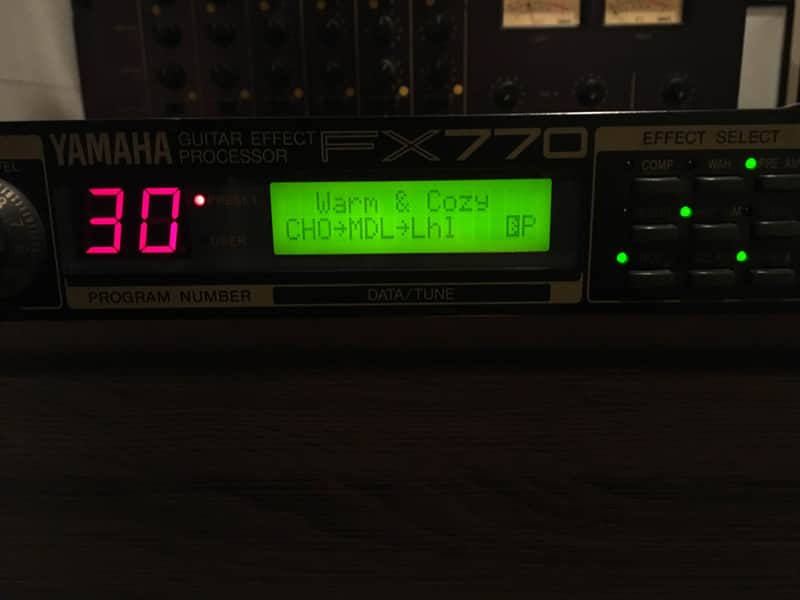 YAMAHA GUITAR EFFECT PROCESSOR FX770
EFFECT SELECT
COMP WAH
30
PRESET
USER
Warm & Cozy
CHO→MDL→Lhl CP
PROGRAM NUMBER
DATA/TUNE